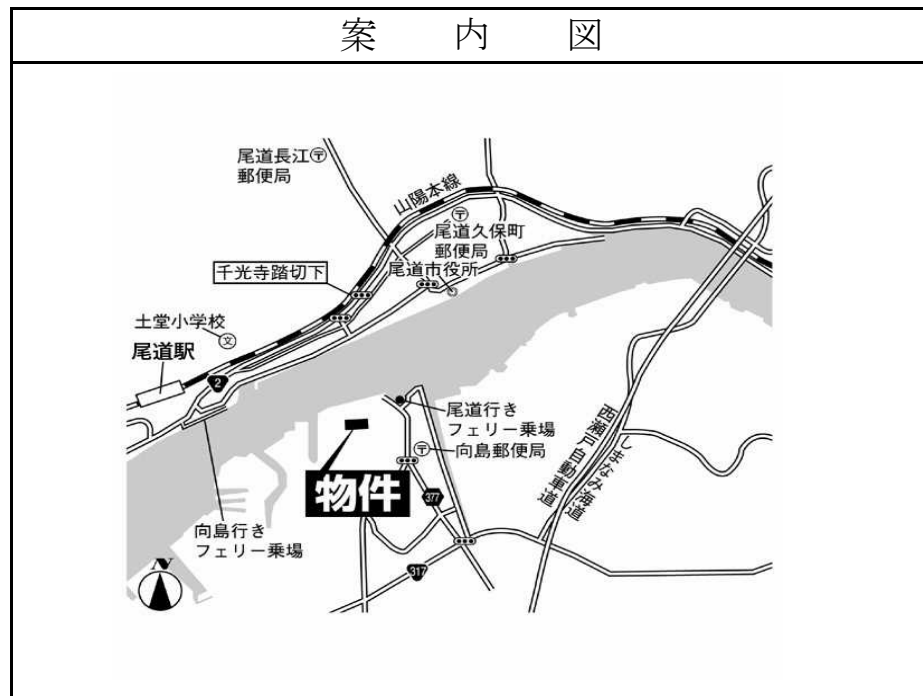 案内図
尾道長江〒
郵便局
山陽本線
〒
尾道久保町
郵便局
尾道市役所
千光寺踏切下
土堂小学校
文
尾道駅
2
尾道行き
フェリー乗場
〒向島郵便局
物件
377
しまなみ海道
西瀬戸自動車道
向島行き
フェリー乗場
317
N